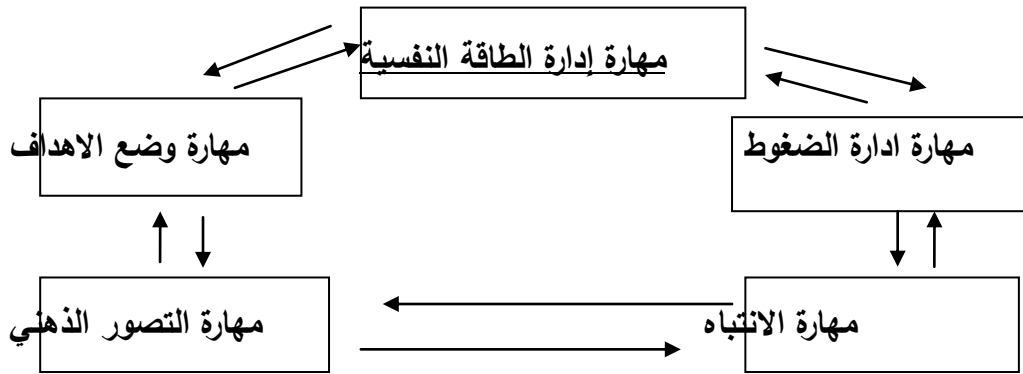 مهارة إدارة الطاقة النفسية
مهارة ادارة الضغوط
مهارة وضع الاهداف
مهارة الانتباه
مهارة التصور الذهني